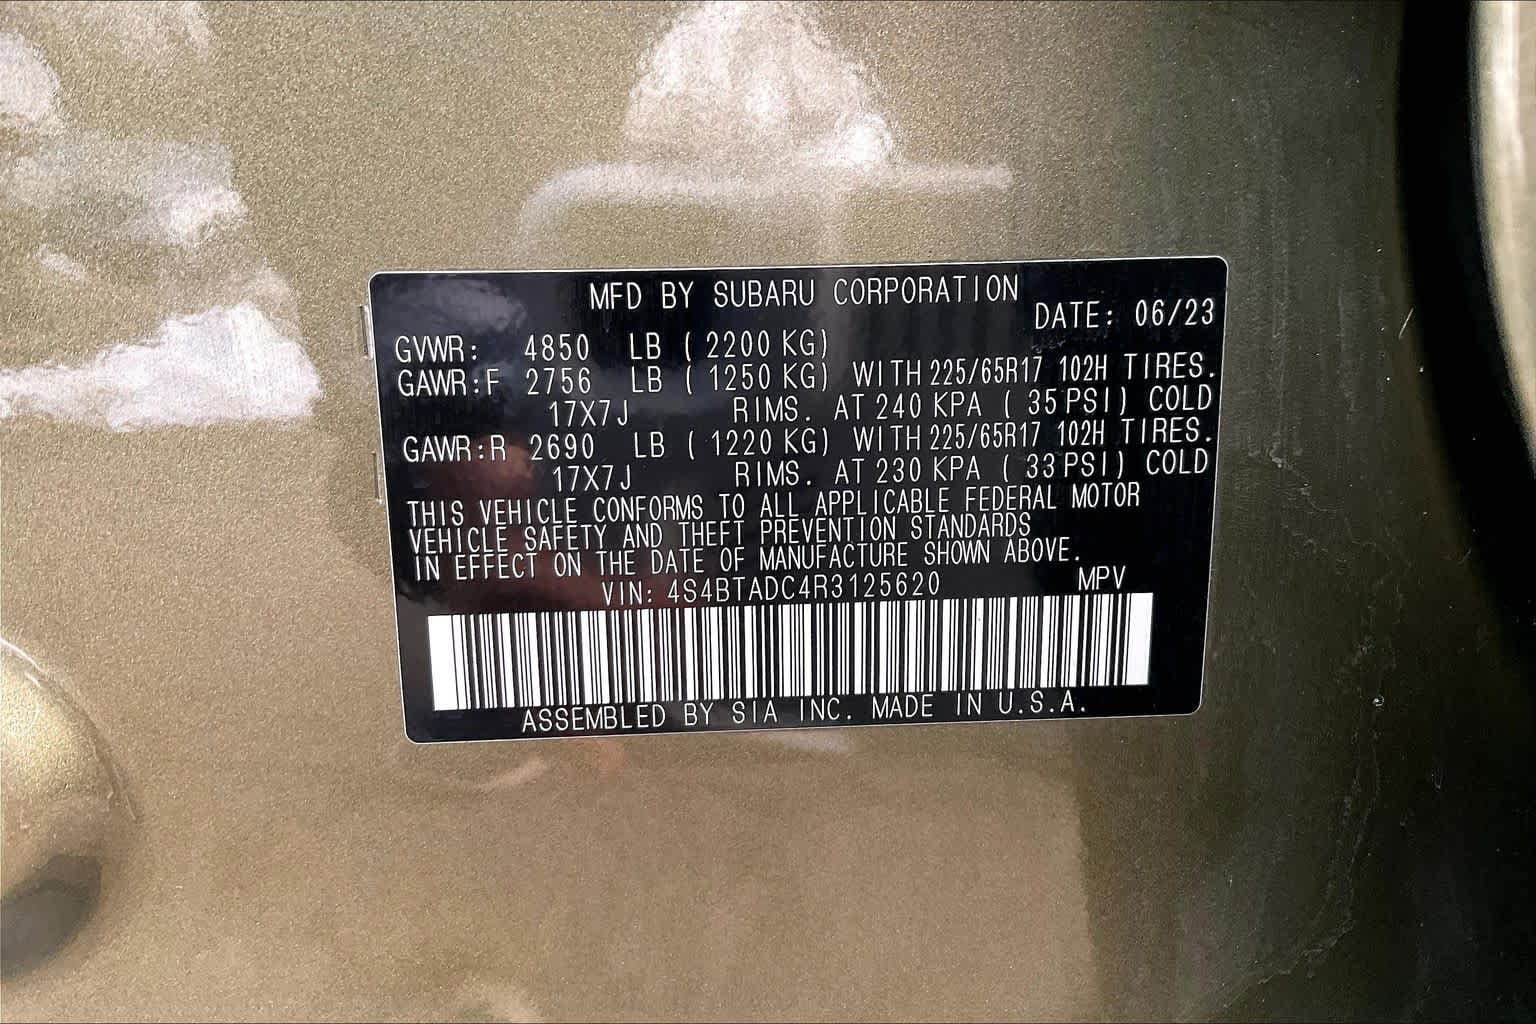 MFD BY SUBARU CORPORATION
DATE: 06/23
GVWR: 4850 LB ( 2200 KG)
GAWR:F 2756 LB ( 1250 KG) WITH 225/65R17 102H TIRES.
17X7J RIMS. AT 240 KPA ( 35 PSI) COLD
GAWR:R 2690 LB ( 1220 KG) WITH 225/65R17 102H TIRES.
17X7J RIMS. AT 230 KPA ( 33 PSI) COLD
THIS VEHICLE CONFORMS TO ALL APPLICABLE FEDERAL MOTOR
VEHICLE SAFETY AND THEFT PREVENTION STANDARDS
IN EFFECT ON THE DATE OF MANUFACTURE SHOWN ABOVE.
VIN: 4S4BTADC4R3125620 MPV
ASSEMBLED BY SIA INC. MADE IN U.S.A.